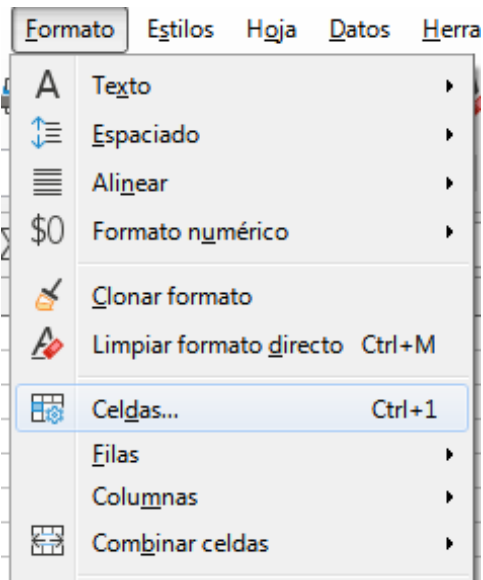 Formato Estilos Hoja Datos Herra
Texto
Espaciado
Alinear
$0 Formato numérico
Clonar formato
Limpiar formato directo Ctrl+M
Celdas... Ctrl+1
Filas
Columnas
Combinar celdas